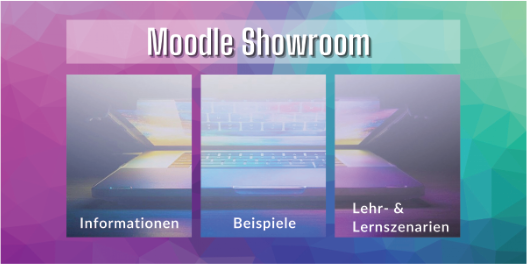 Moodle Showroom
Informationen
Beispiele
Lehr- &
Lernszenarien